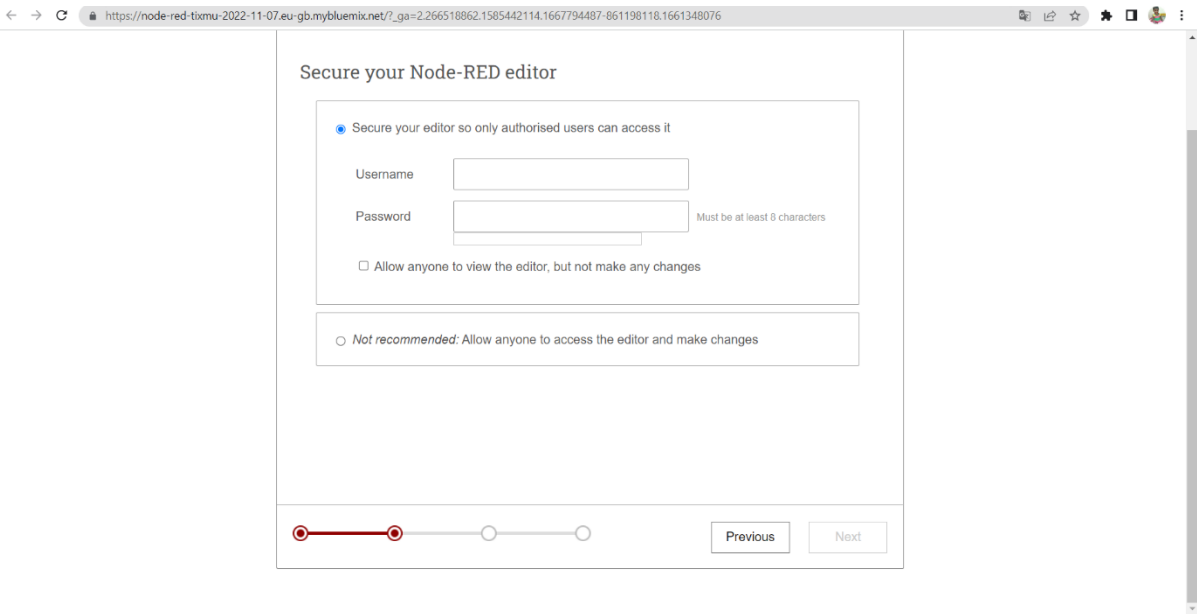 https://node-red-tixmu-2022-11-07.eu-gb.mybluemix.net/?_ga=2.266518862.1585442114.1667794487-861198118.1661348076
Secure your Node-RED editor
Secure your editor so only authorised users can access it
Username
Password Must be at least 8 characters
Allow anyone to view the editor, but not make any changes
Not recommended: Allow anyone to access the editor and make changes
Previous Next